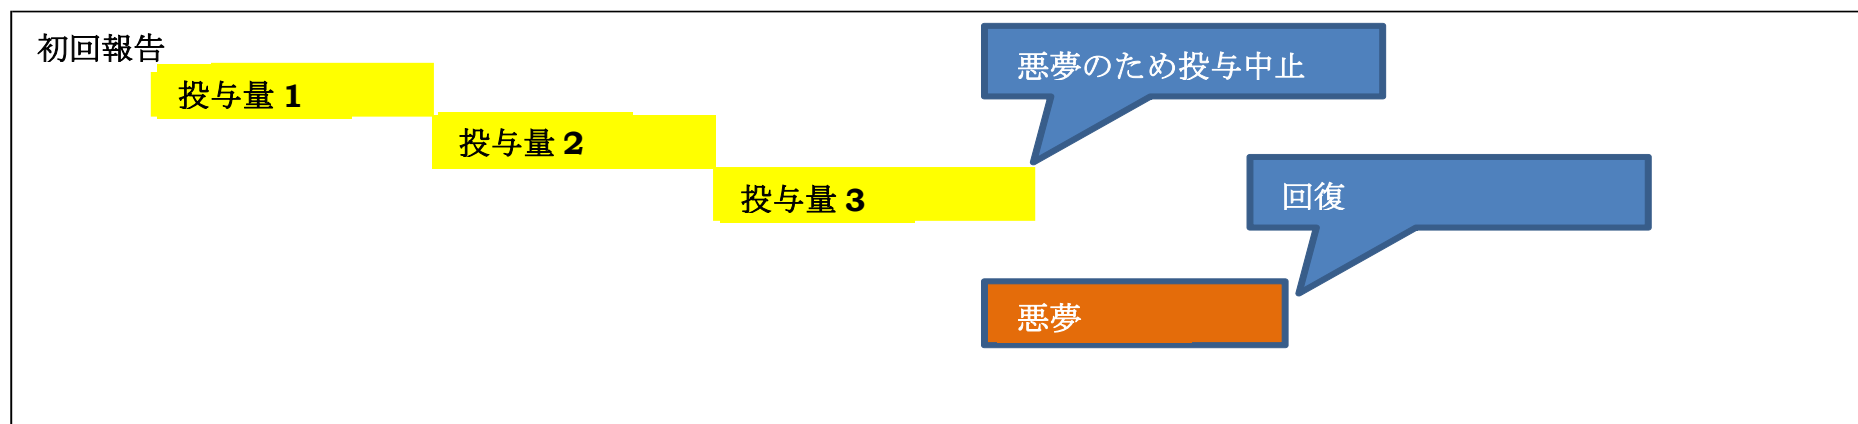 初回報告
投与量 1
投与量 2
投与量 3
悪夢のため投与中止
回復
悪夢